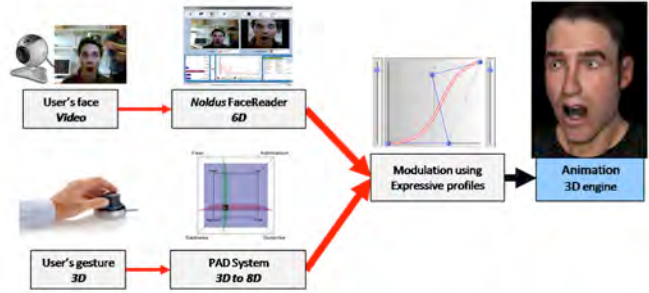 User's face
Video
Noldus FaceReader
6D
Modulation using
Expressive profiles
Animation
3D engine
Fear
Admiration
Sadness
Surprise
User's gesture
3D
PAD System
3D to 8D